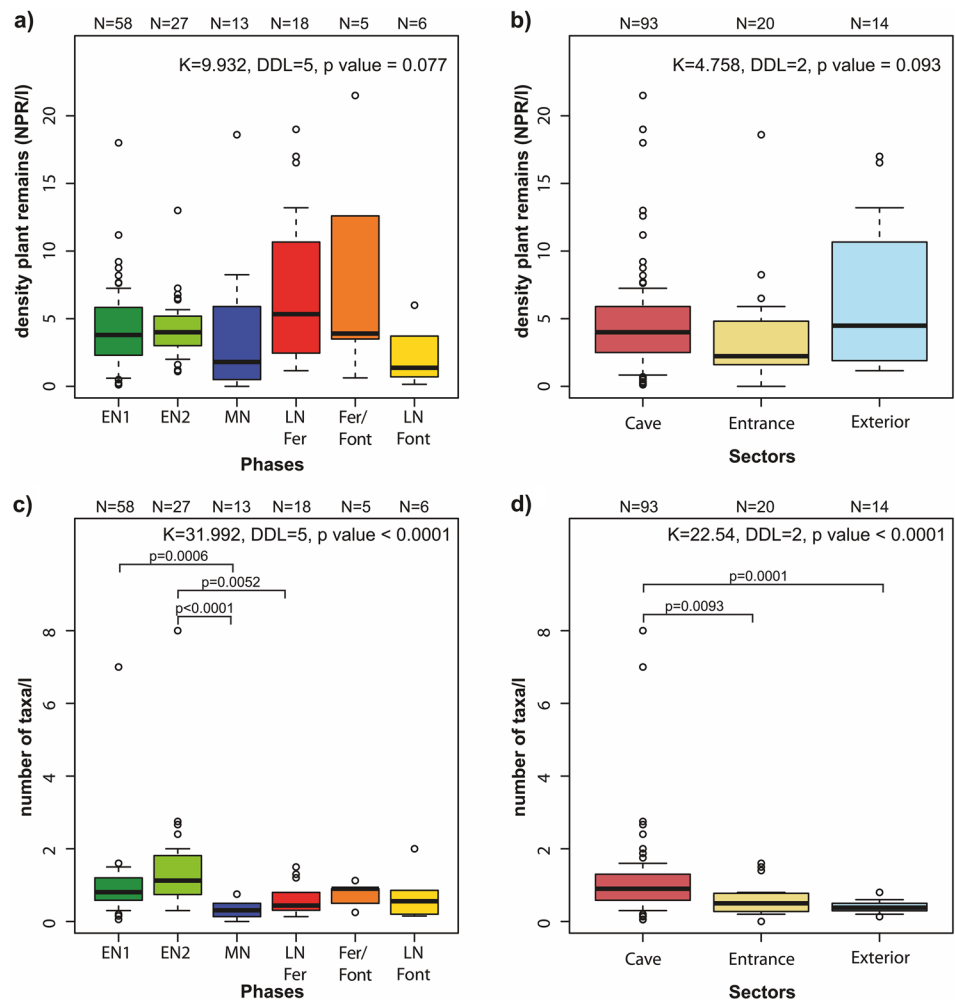 a)
N=58 N=27 N=13 N=18 N=5 N=6
K=9.932, DDL=5, p value = 0.077
density plant remains (NPR/l)
20
15
10
5
0
EN1 EN2 MN LN Fer Fer/ Font LN Font
Phases
b)
N=93 N=20 N=14
K=4.758, DDL=2, p value = 0.093
density plant remains (NPR/l)
20
15
10
5
0
Cave Entrance Exterior
Sectors
c)
N=58 N=27 N=13 N=18 N=5 N=6
K=31.992, DDL=5, p value < 0.0001
p=0.0006
p=0.0052
p<0.0001
number of taxa/l
8
6
4
2
0
EN1 EN2 MN LN Fer Fer/ Font LN Font
Phases
d)
N=93 N=20 N=14
K=22.54, DDL=2, p value < 0.0001
p=0.0001
p=0.0093
number of taxa/l
8
6
4
2
0
Cave Entrance Exterior
Sectors